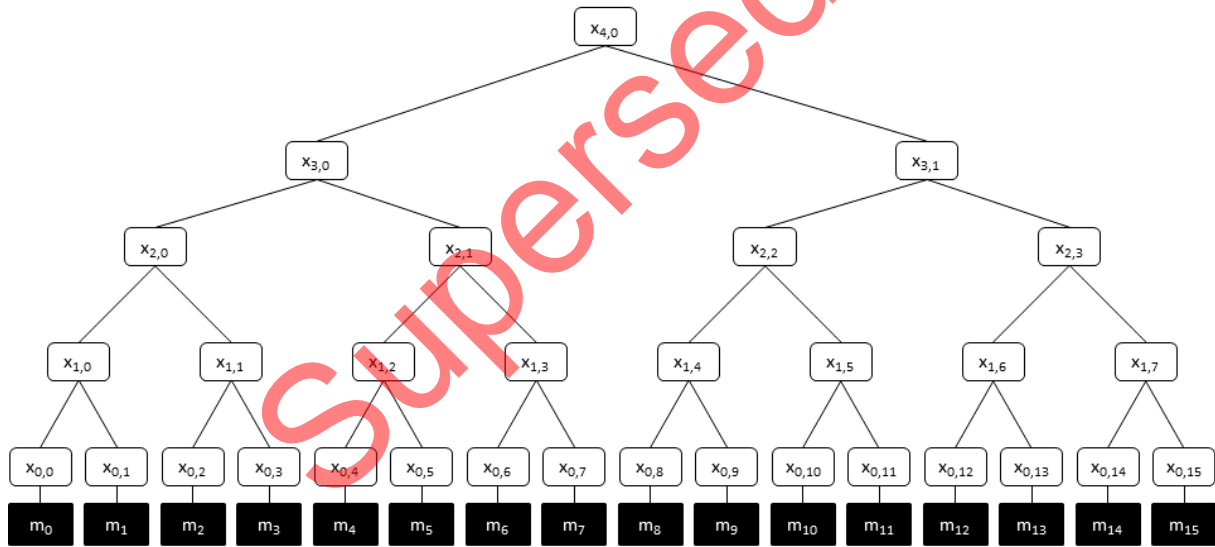 x4,0
x3,0 x3,1
x2,0 x2,1 x2,2 x2,3
x1,0 x1,1 x1,2 x1,3 x1,4 x1,5 x1,6 x1,7
x0,0 x0,1 x0,2 x0,3 x0,4 x0,5 x0,6 x0,7 x0,8 x0,9 x0,10 x0,11 x0,12 x0,13 x0,14 x0,15
m0 m1 m2 m3 m4 m5 m6 m7 m8 m9 m10 m11 m12 m13 m14 m15